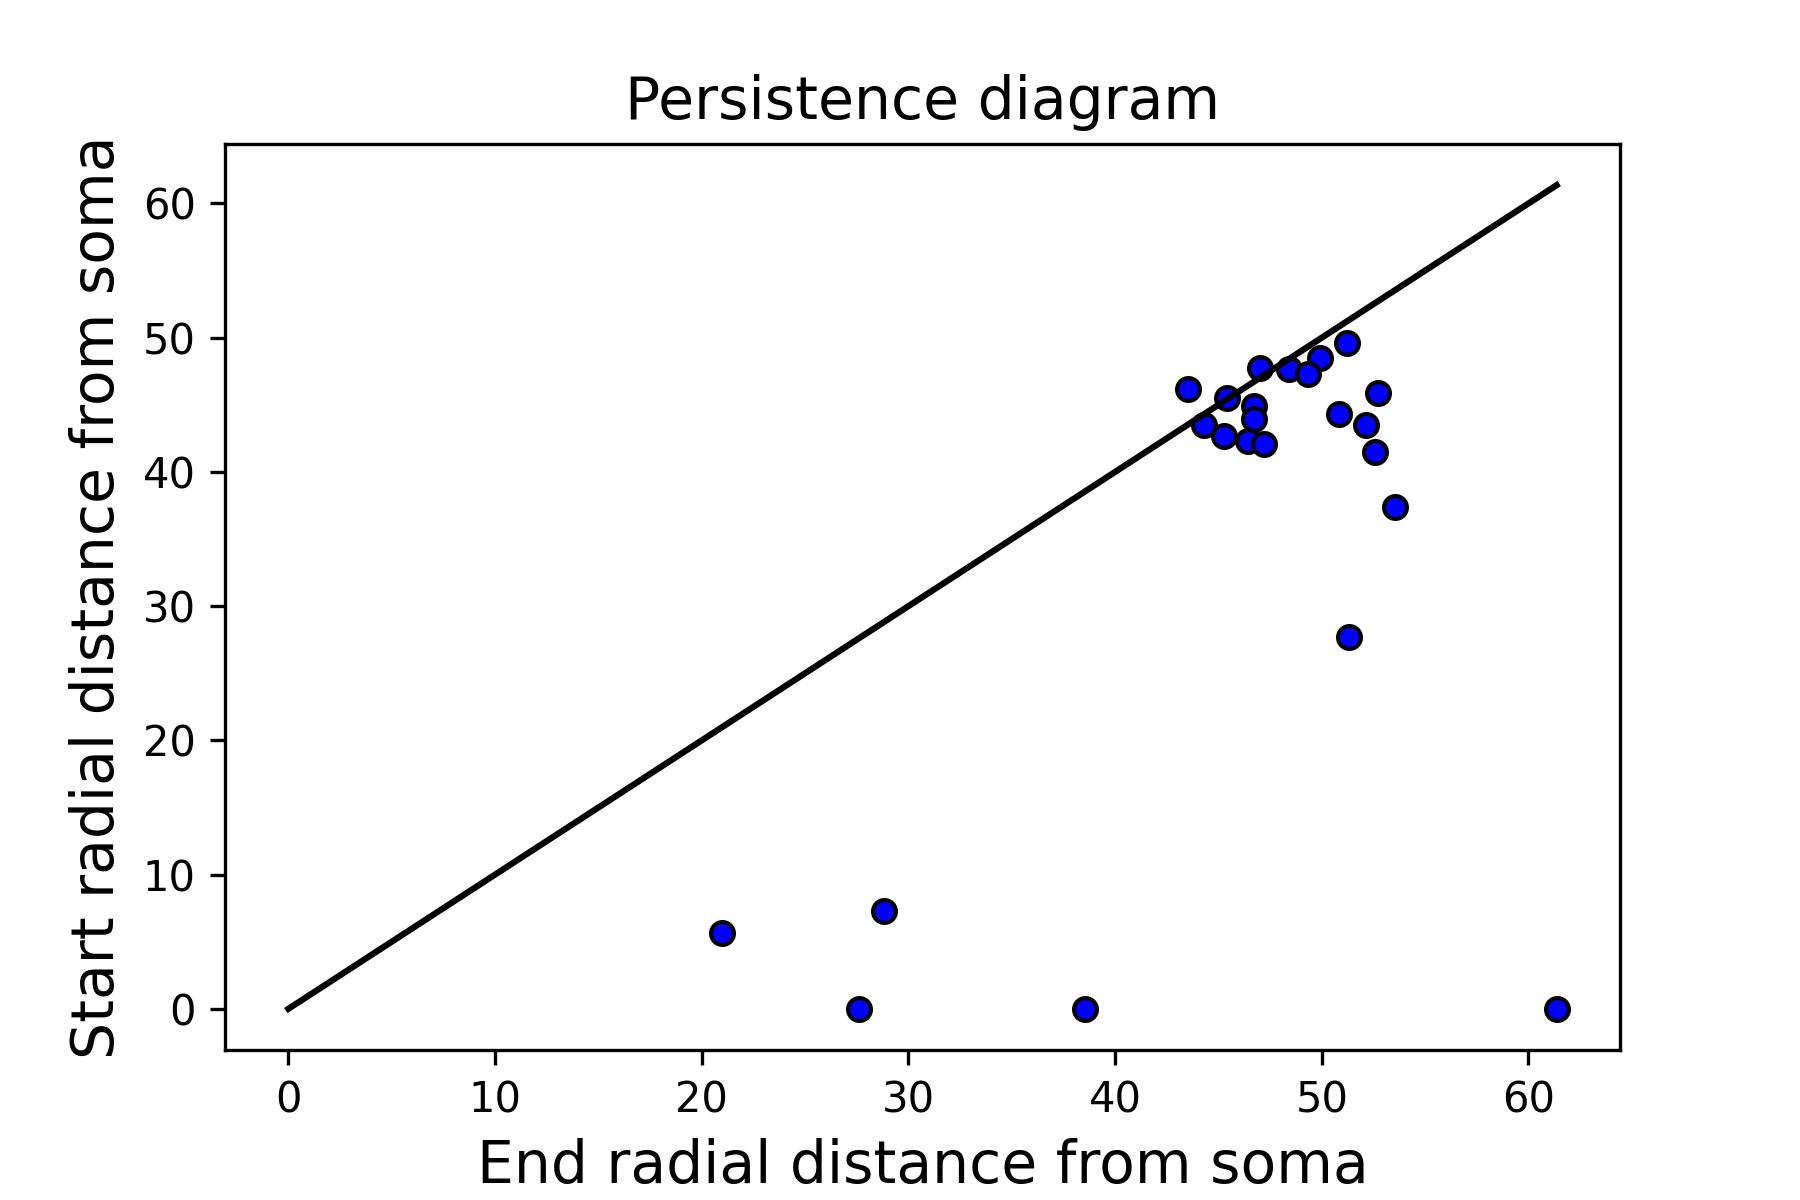 Persistence diagram
Start radial distance from soma
60
50
40
30
20
10
0
0 10 20 30 40 50 60
End radial distance from soma